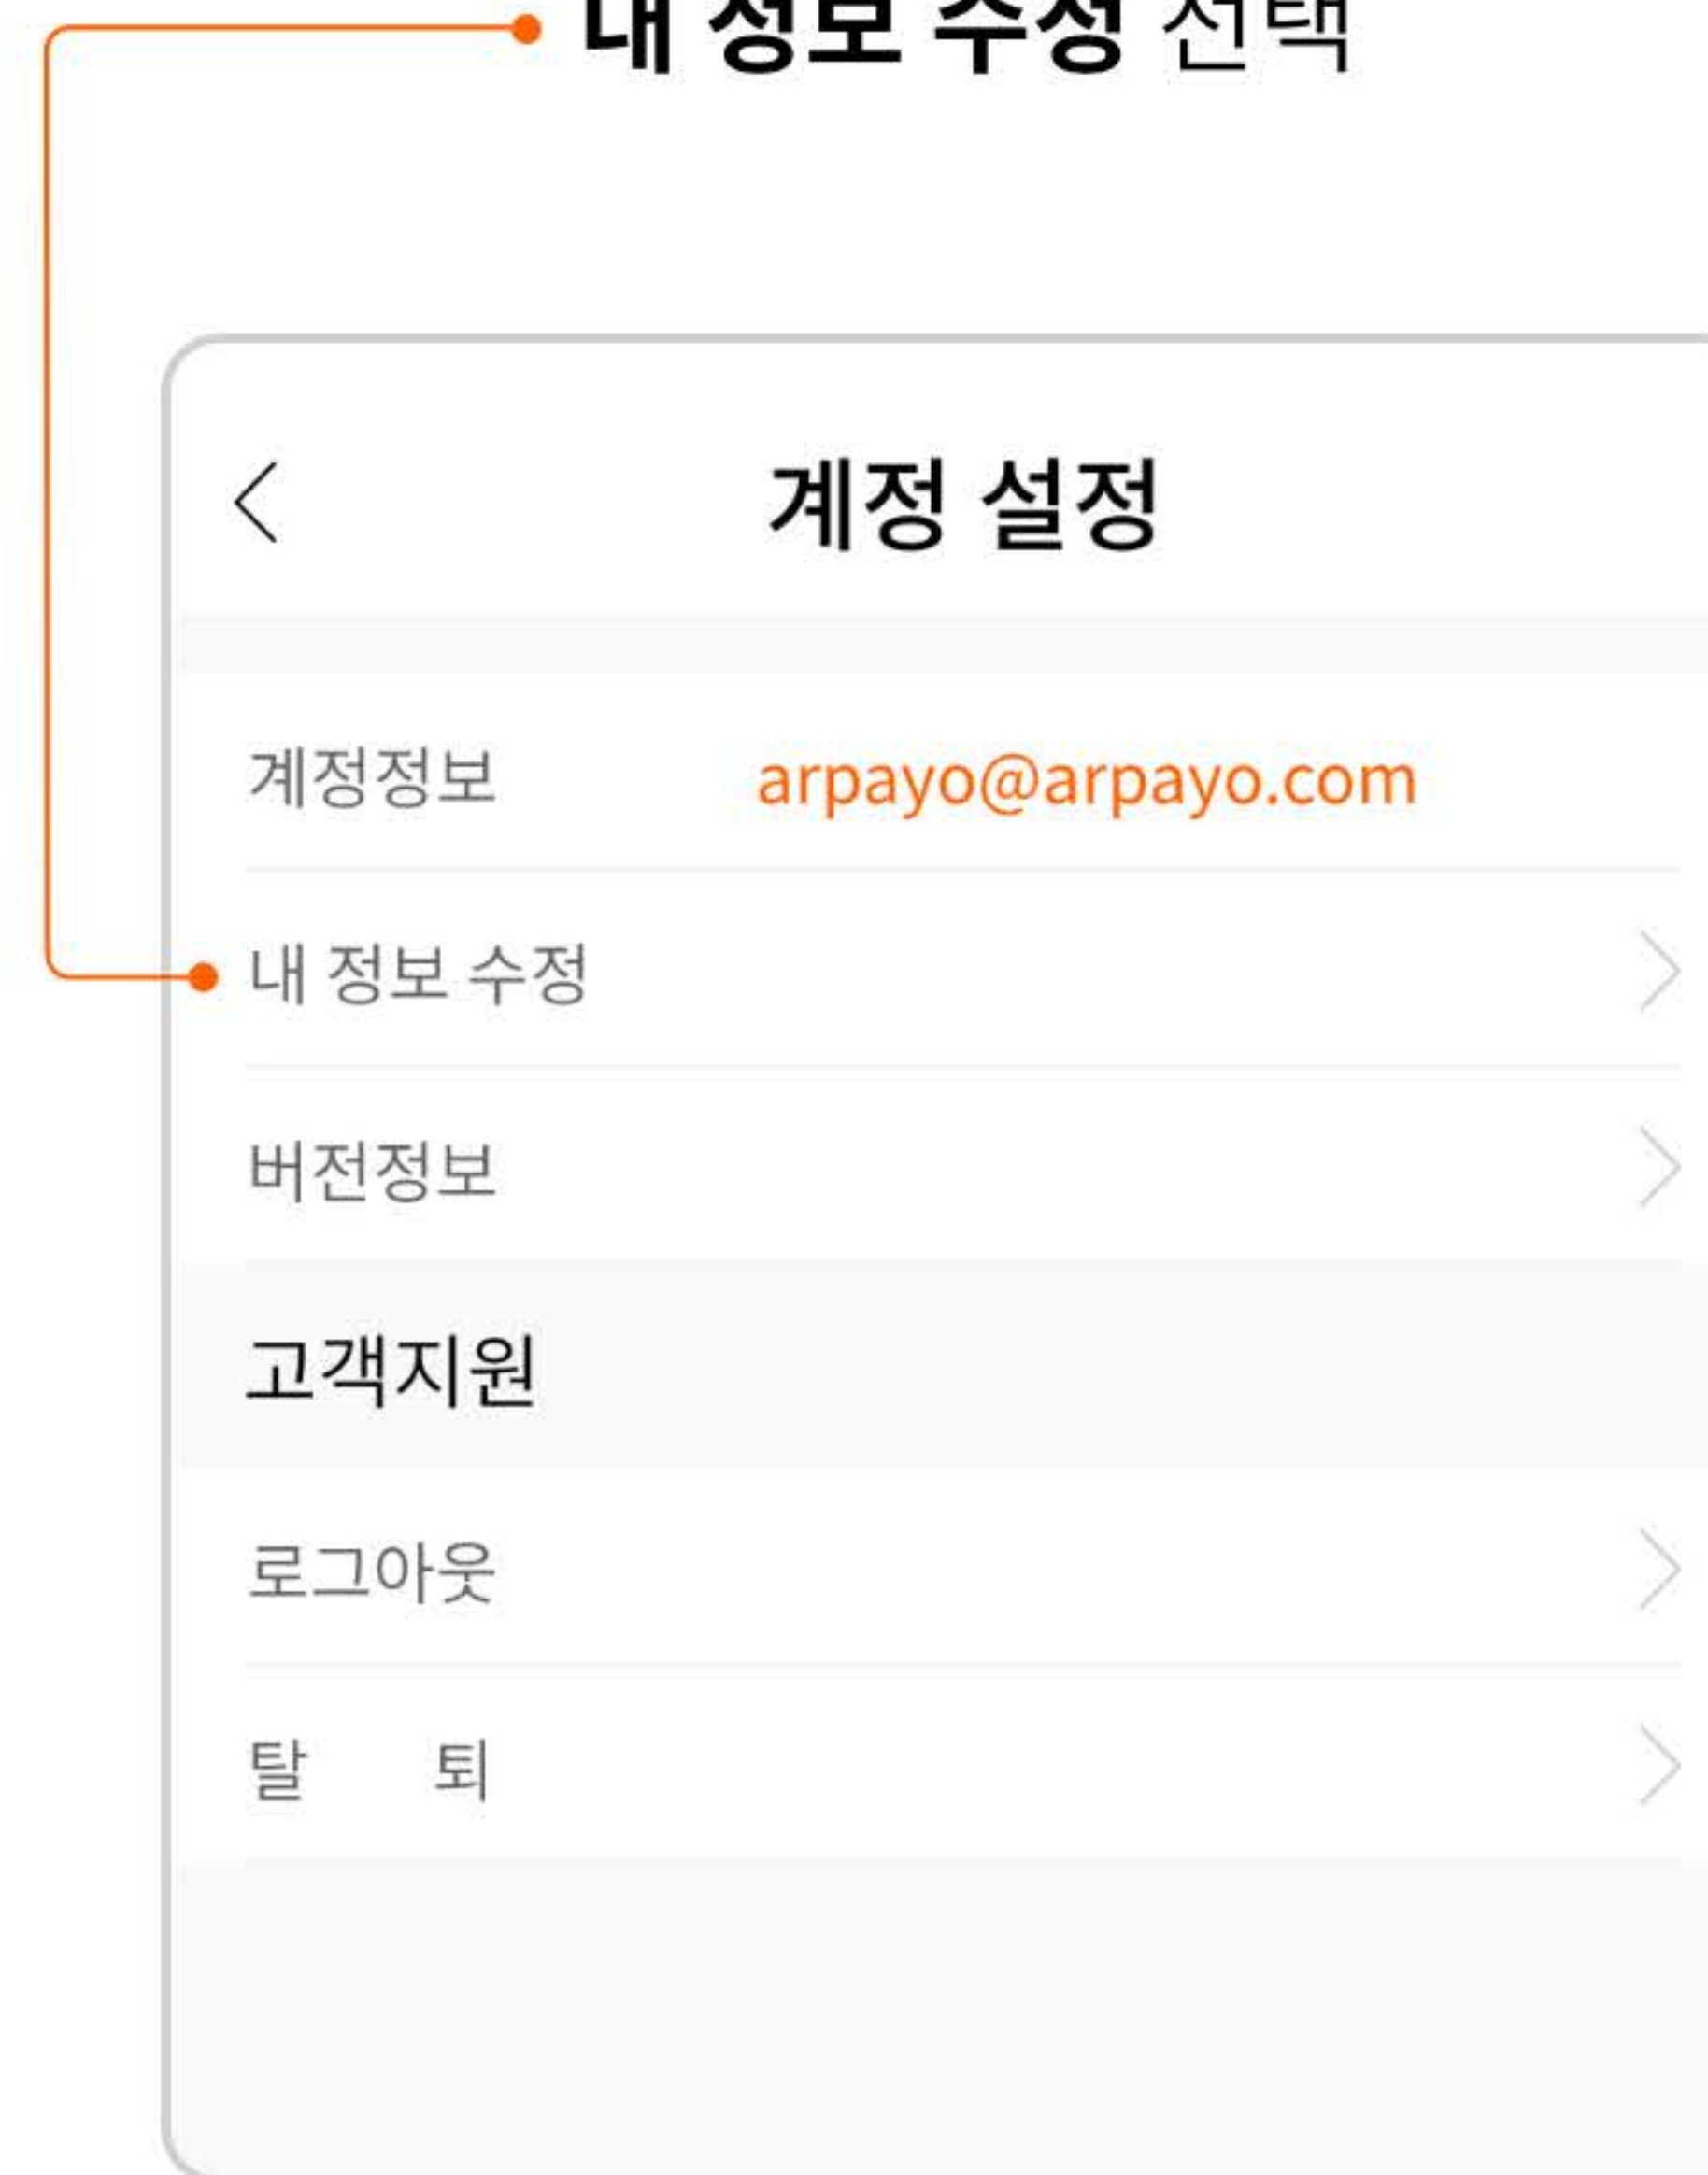 내 정보 수정 선택
계정 설정
계정정보 arpayo@arpayo.com
내 정보 수정
버전정보
고객지원
로그아웃
탈 퇴